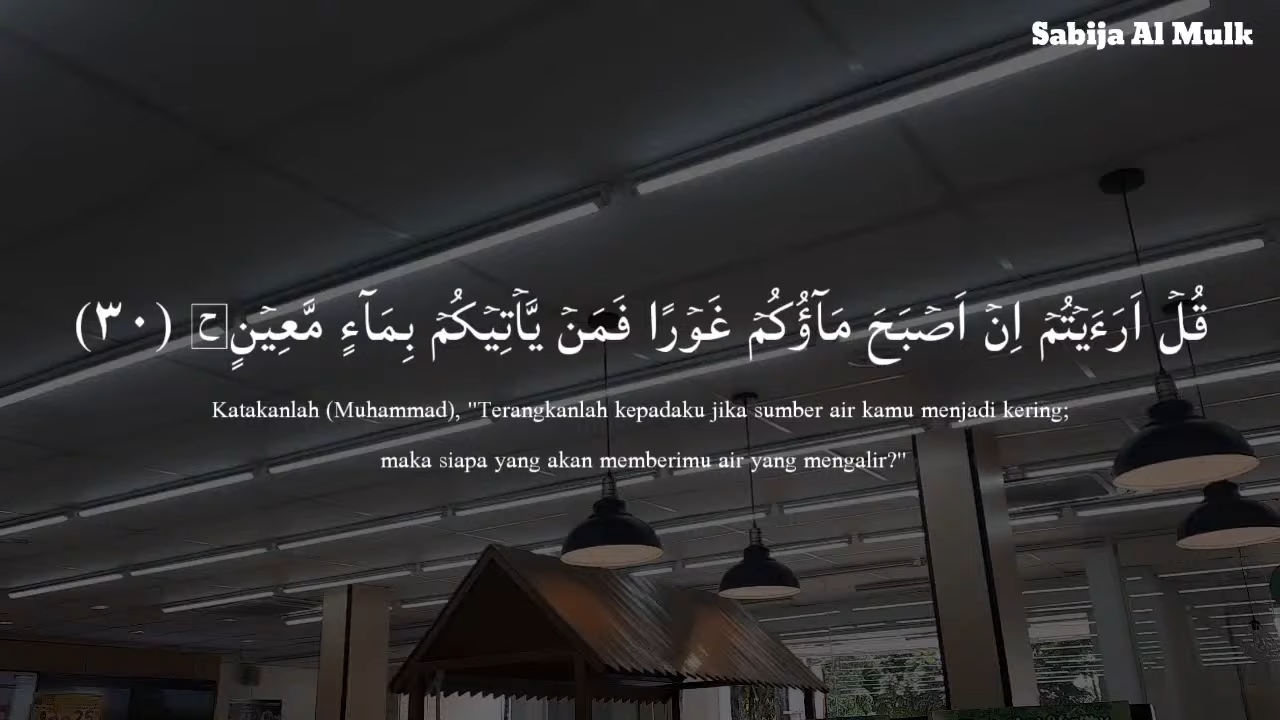 Sabija Al Mulk
قُلْ اَرَءَيْتُمْ اِنْ اَصْبَحَ مَآؤُكُمْ غَوْرًا فَمَنْ يَّأْتِيْكُمْ بِمَآءٍ مَّعِيْنٍࣖ (٣٠)
Katakanlah (Muhammad), "Terangkanlah kepadaku jika sumber air kamu menjadi kering;
maka siapa yang akan memberimu air yang mengalir?"